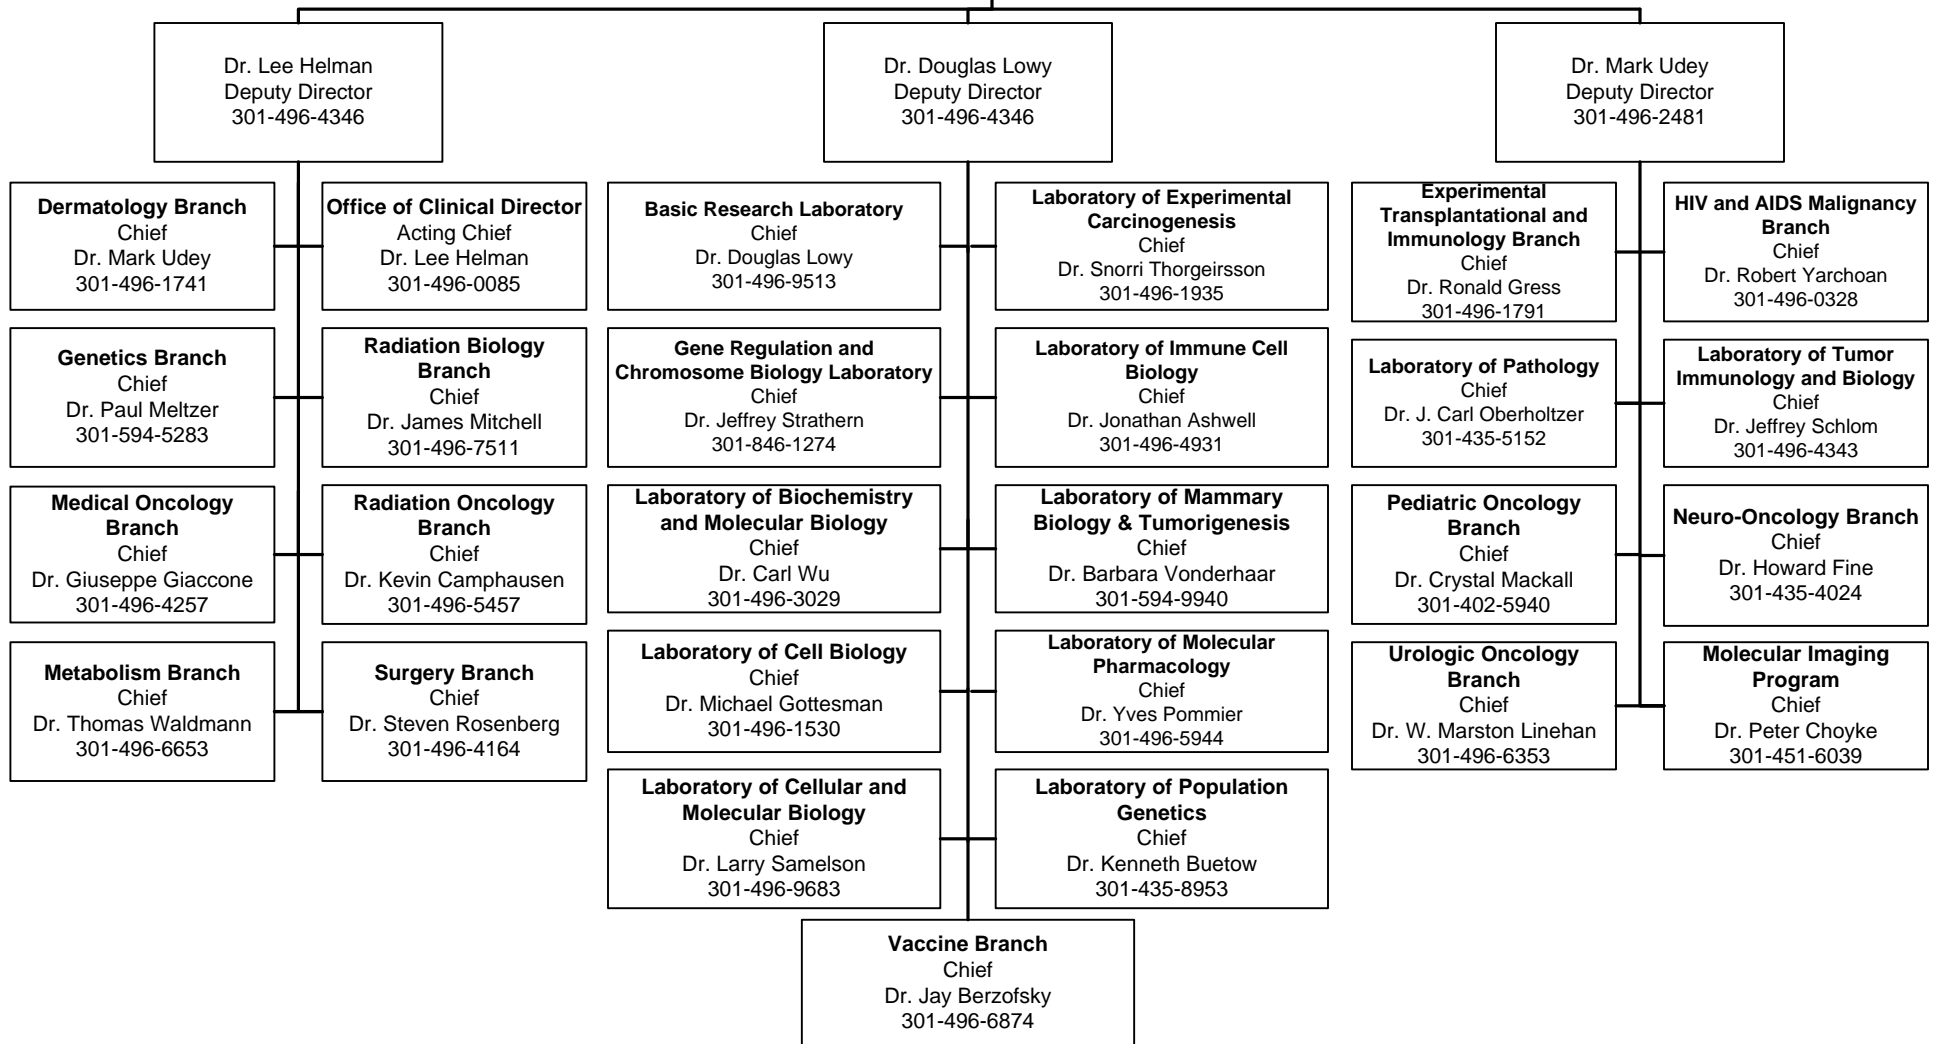 Dr. Lee Helman
Deputy Director
301-496-4346
Dr. Douglas Lowy
Deputy Director
301-496-4346
Dr. Mark Udey
Deputy Director
301-496-2481
Dermatology Branch
Chief
Dr. Mark Udey
301-496-1741
Office of Clinical Director
Acting Chief
Dr. Lee Helman
301-496-0085
Basic Research Laboratory
Chief
Dr. Douglas Lowy
301-496-9513
Laboratory of Experimental
Carcinogenesis
Chief
Dr. Snorri Thorgeirsson
301-496-1935
Experimental
Transplantational and
Immunology Branch
Chief
Dr. Ronald Gress
301-496-1791
HIV and AIDS Malignancy
Branch
Chief
Dr. Robert Yarchoan
301-496-0328
Genetics Branch
Chief
Dr. Paul Meltzer
301-594-5283
Radiation Biology
Branch
Chief
Dr. James Mitchell
301-496-7511
Gene Regulation and
Chromosome Biology Laboratory
Chief
Dr. Jeffrey Strathern
301-846-1274
Laboratory of Immune Cell
Biology
Chief
Dr. Jonathan Ashwell
301-496-4931
Laboratory of Pathology
Chief
Dr. J. Carl Oberholtzer
301-435-5152
Laboratory of Tumor
Immunology and Biology
Chief
Dr. Jeffrey Schlom
301-496-4343
Medical Oncology
Branch
Chief
Dr. Giuseppe Giaccone
301-496-4257
Radiation Oncology
Branch
Chief
Dr. Kevin Camphausen
301-496-5457
Laboratory of Biochemistry
and Molecular Biology
Chief
Dr. Carl Wu
301-496-3029
Laboratory of Mammary
Biology & Tumorigenesis
Chief
Dr. Barbara Vonderhaar
301-594-9940
Pediatric Oncology
Branch
Chief
Dr. Crystal Mackall
301-402-5940
Neuro-Oncology Branch
Chief
Dr. Howard Fine
301-435-4024
Metabolism Branch
Chief
Dr. Thomas Waldmann
301-496-6653
Surgery Branch
Chief
Dr. Steven Rosenberg
301-496-4164
Laboratory of Cell Biology
Chief
Dr. Michael Gottesman
301-496-1530
Laboratory of Molecular
Pharmacology
Chief
Dr. Yves Pommier
301-496-5944
Urologic Oncology
Branch
Chief
Dr. W. Marston Linehan
301-496-6353
Molecular Imaging
Program
Chief
Dr. Peter Choyke
301-451-6039
Laboratory of Cellular and
Molecular Biology
Chief
Dr. Larry Samelson
301-496-9683
Laboratory of Population
Genetics
Chief
Dr. Kenneth Buetow
301-435-8953
Vaccine Branch
Chief
Dr. Jay Berzofsky
301-496-6874